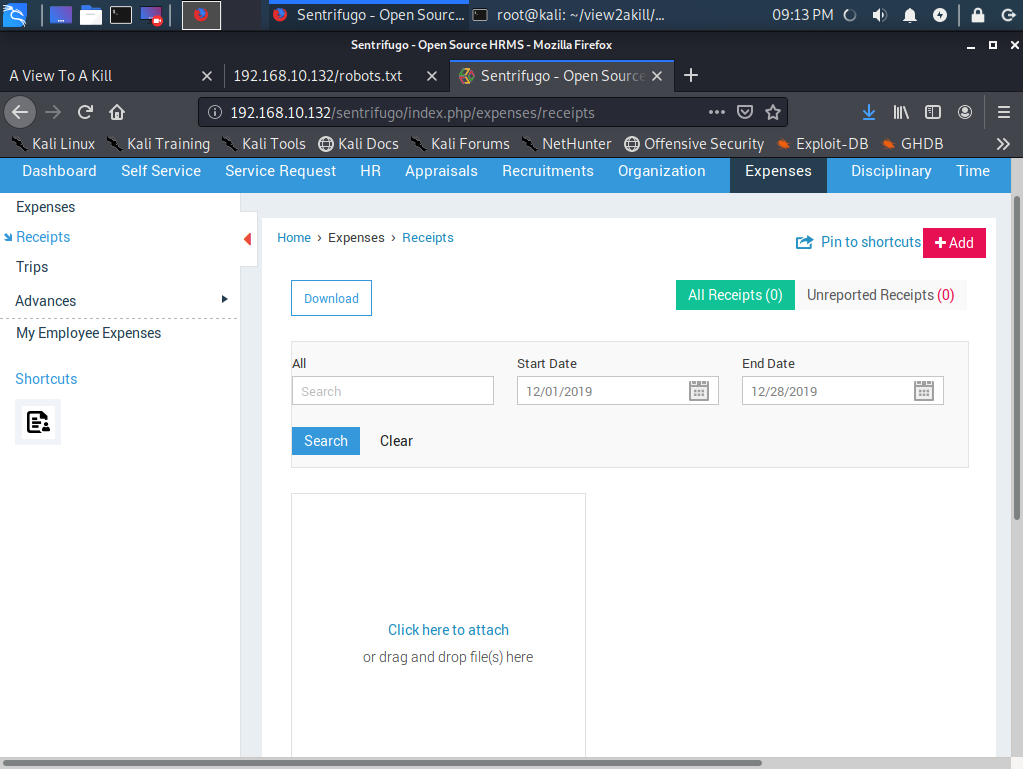 Sentrifugo - Open Sourc...
root@kali: ~/view2akill/...
09:13 PM
Sentrifugo - Open Source HRMS - Mozilla Firefox
A View To A Kill
192.168.10.132/robots.txt
Sentrifugo - Open Source
192.168.10.132/sentrifugo/index.php/expenses/receipts
Kali Linux Kali Training Kali Tools Kali Docs Kali Forums NetHunter Offensive Security Exploit-DB GHDB
Dashboard Self Service Service Request HR Appraisals Recruitments Organization Expenses Disciplinary Time
Expenses
Receipts
Trips
Advances
My Employee Expenses
Shortcuts
Home › Expenses › Receipts
Pin to shortcuts
+ Add
Download
All Receipts (0) Unreported Receipts (0)
All Start Date End Date
Search 12/01/2019 12/28/2019
Search Clear
Click here to attach
or drag and drop file(s) here